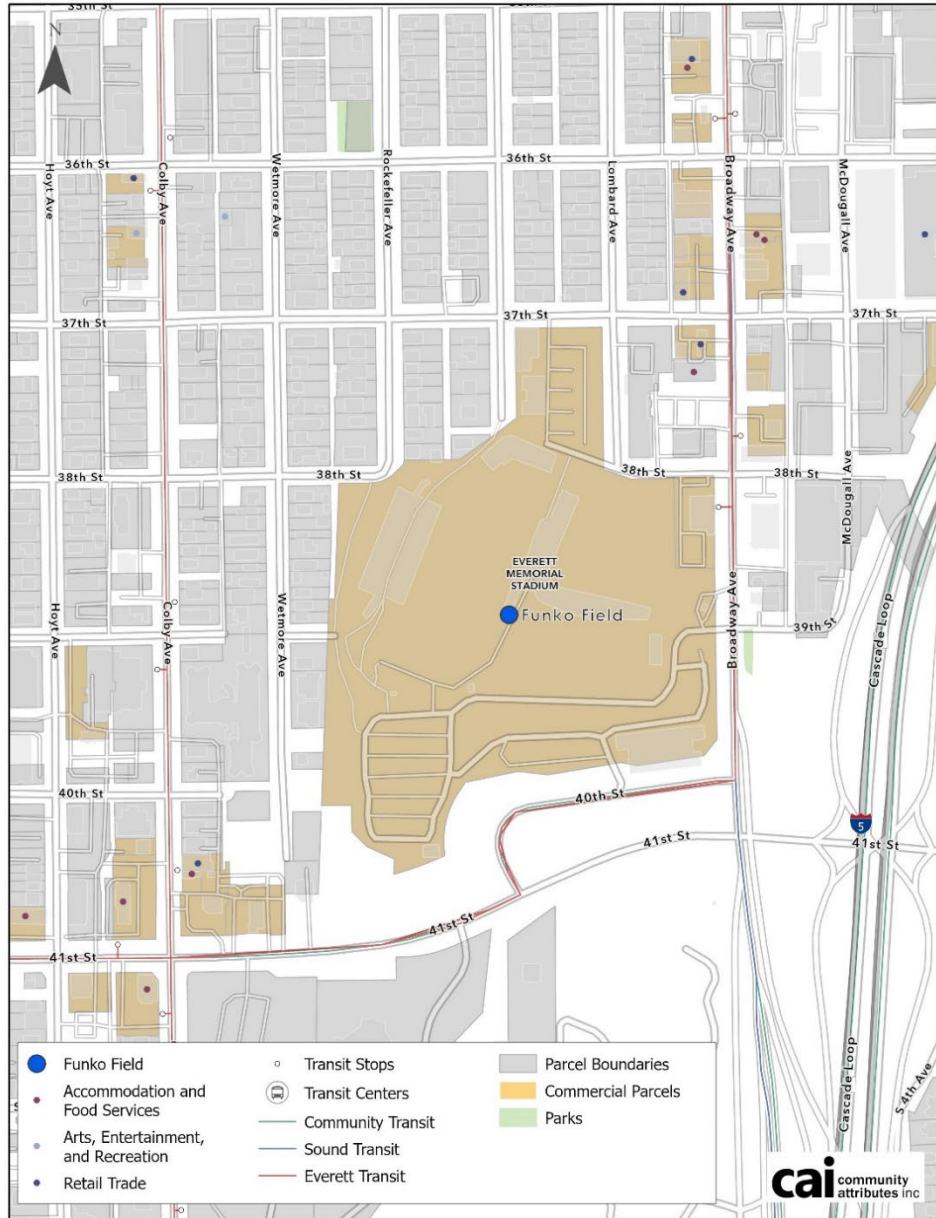 35th St
N
36th St
36th St
Hoyt Ave
Colby Ave
Wetmore Ave
Rockefeller Ave
Lombard Ave
Broadway Ave
McDougall Ave
37th St
37th St
37th St
38th St
38th St
38th St
McDougall Ave
EVERETT
MEMORIAL
STADIUM
Funko Field
Hoyt Ave
Colby Ave
Wetmore Ave
Broadway Ave
39th St
Cascade Loop
40th St
40th St
5
41st St
41st St
41st St
41st St
Funko Field
Accommodation and
Food Services
Arts, Entertainment,
and Recreation
Retail Trade
Transit Stops
Transit Centers
Community Transit
Sound Transit
Everett Transit
Parcel Boundaries
Commercial Parcels
Parks
Cascade Loop
S 4th Ave
cai community
attributes inc